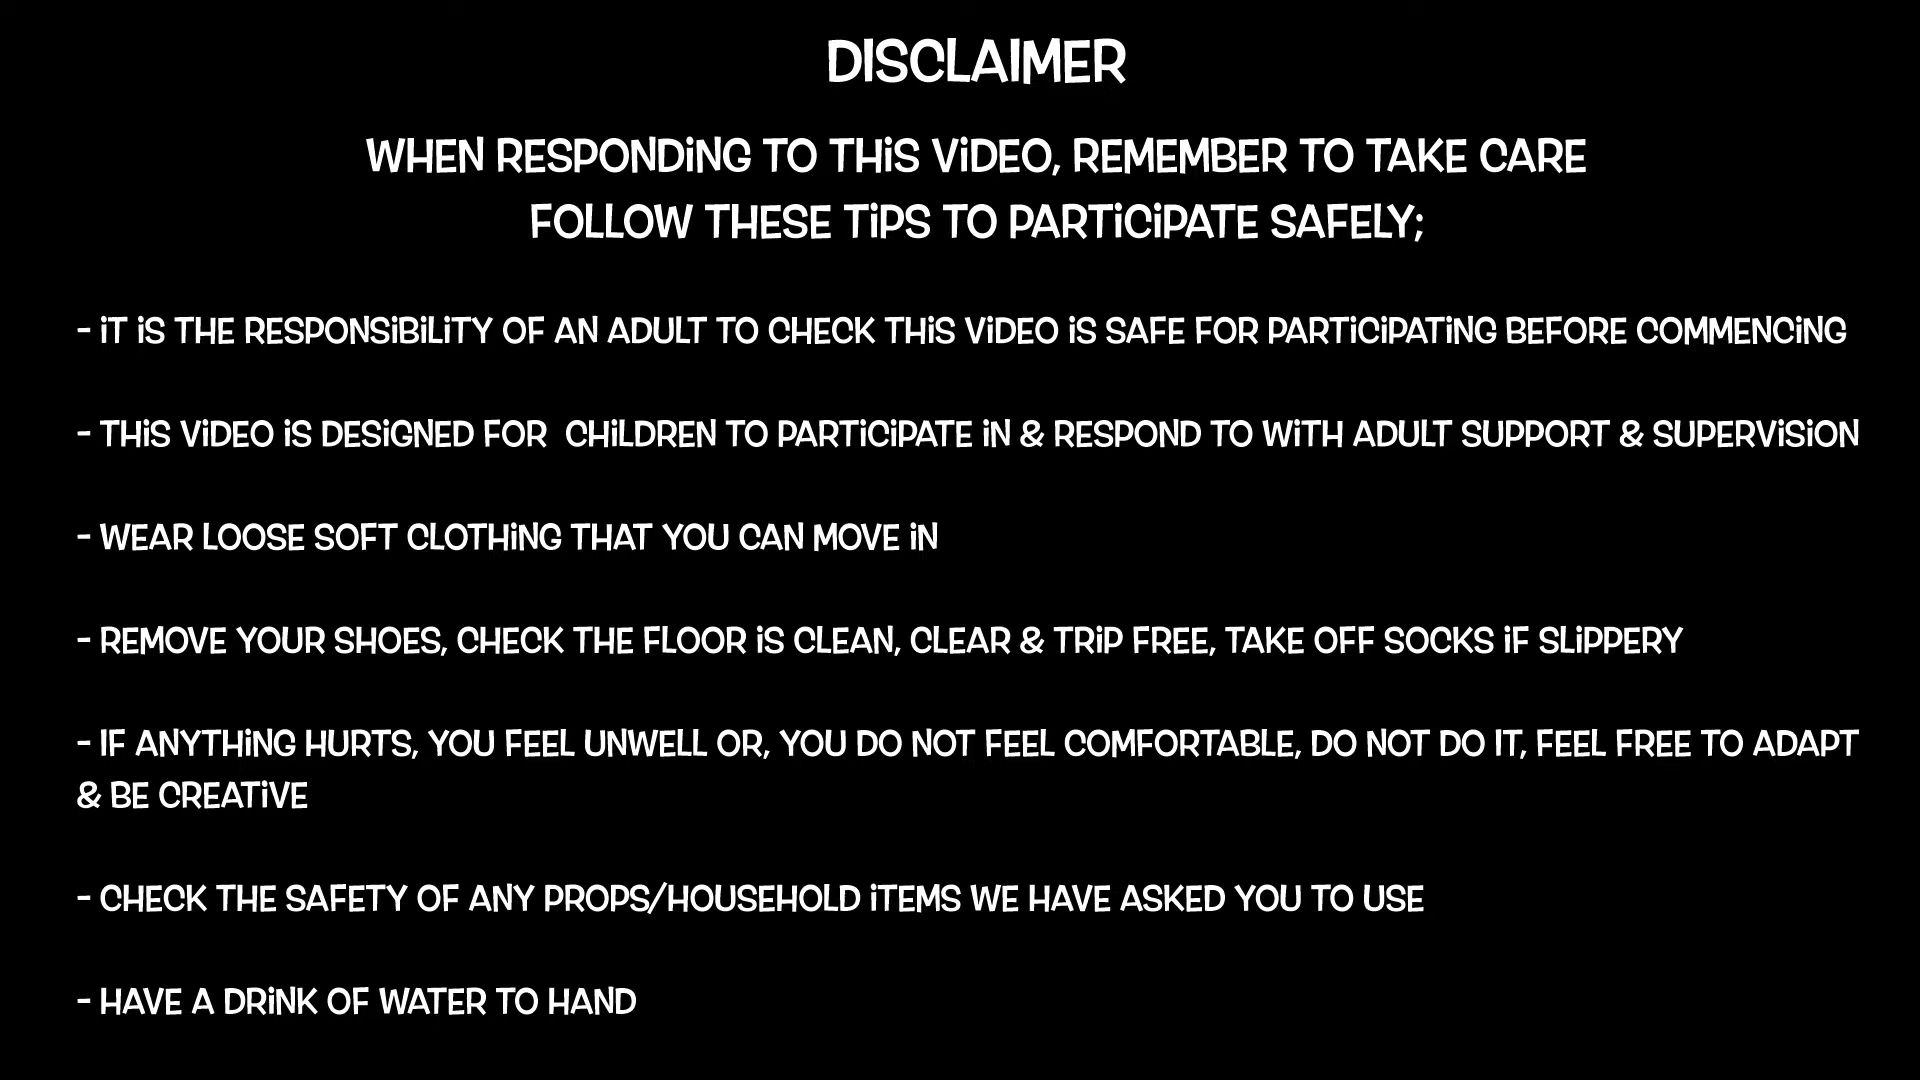 DISCLAIMER
WHEN RESPONDiNG TO THiS ViDEO, REMEMBER TO TAKE CARE
FOLLOW THESE TiPS TO PARTiCiPATE SAFELY;
- iT iS THE RESPONSiBiLiTY OF AN ADULT TO CHECK THiS ViDEO iS SAFE FOR PARTiCiPATiNG BEFORE COMMENCiNG
- THiS ViDEO iS DESiGNED FOR  CHiLDREN TO PARTiCiPATE iN & RESPOND TO WiTH ADULT SUPPORT & SUPERViSiON
- WEAR LOOSE SOFT CLOTHiNG THAT YOU CAN MOVE iN
- REMOVE YOUR SHOES, CHECK THE FLOOR iS CLEAN, CLEAR & TRiP FREE, TAKE OFF SOCKS iF SLiPPERY
- IF ANYTHiNG HURTS, YOU FEEL UNWELL OR, YOU DO NOT FEEL COMFORTABLE, DO NOT DO IT, FEEL FREE TO ADAPT
& BE CREATiVE
- CHECK THE SAFETY OF ANY PROPS/HOUSEHOLD iTEMS WE HAVE ASKED YOU TO USE
- HAVE A DRiNK OF WATER TO HAND